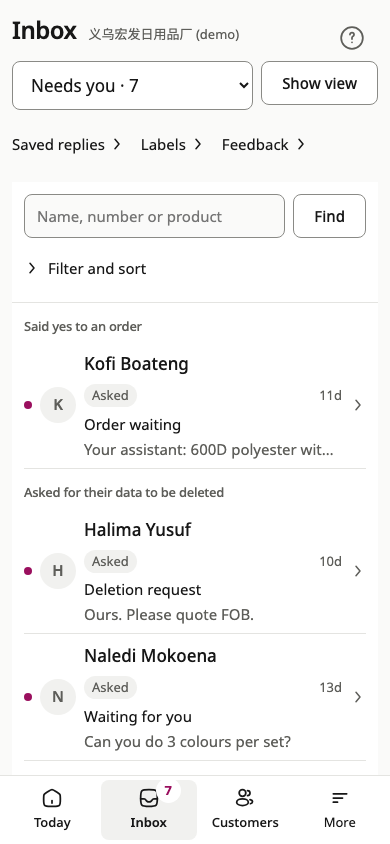 Inbox 义乌宏发日用品厂 (demo)
?
Needs you · 7
Show view
Saved replies
Labels
Feedback
Name, number or product
Find
Filter and sort
Said yes to an order
Kofi Boateng
K
Asked
11d
Order waiting
Your assistant: 600D polyester wit...
Asked for their data to be deleted
Halima Yusuf
H
Asked
10d
Deletion request
Ours. Please quote FOB.
Naledi Mokoena
N
Asked
13d
Waiting for you
Can you do 3 colours per set?
7
Today
Inbox
Customers
More